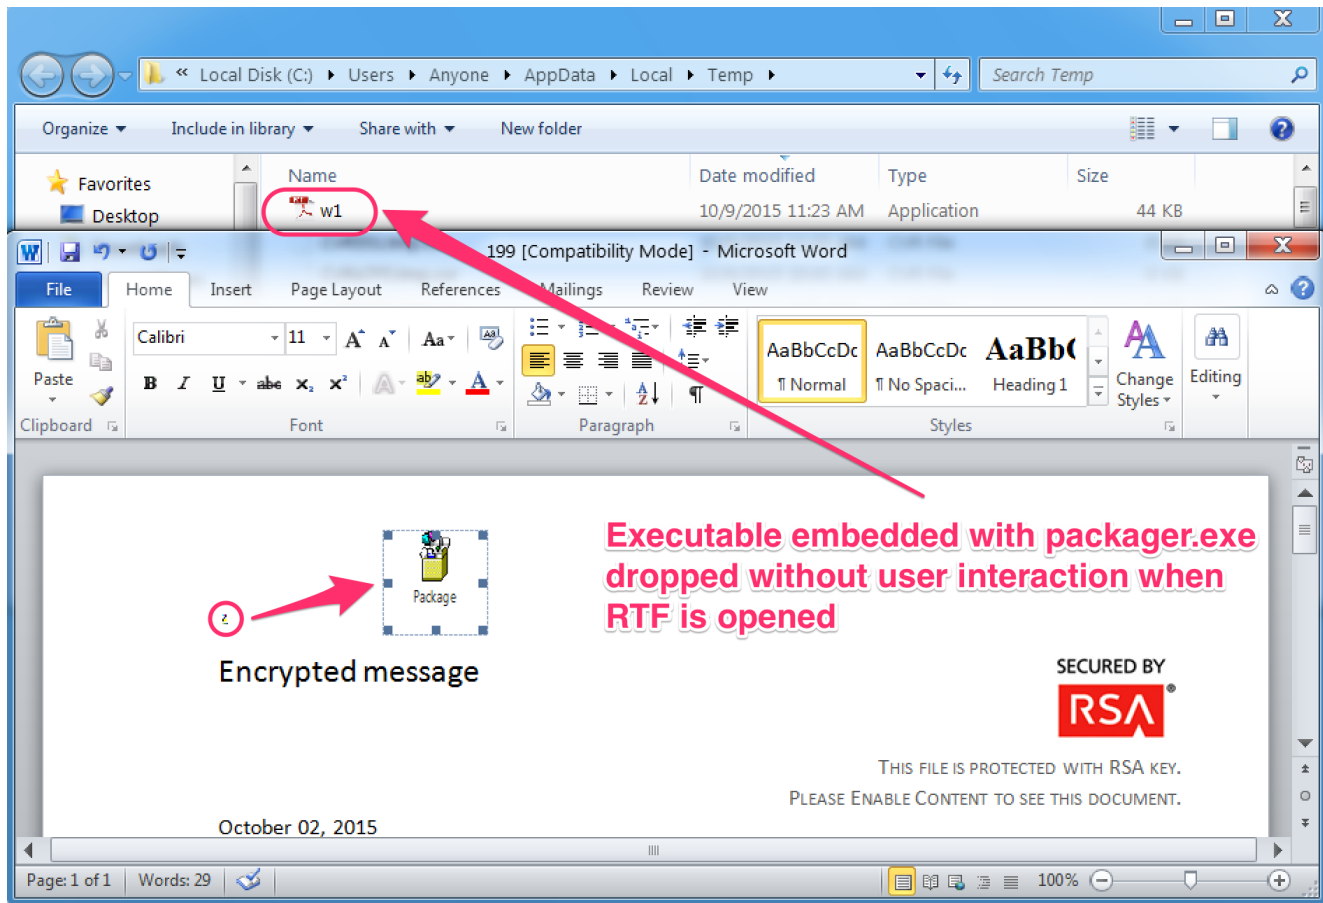 « Local Disk (C:) ▸ Users ▸ Anyone ▸ AppData ▸ Local ▸ Temp ▸
Search Temp
Organize ▾ Include in library ▾ Share with ▾ New folder
Favorites
Desktop
Name Date modified Type Size
w1 10/9/2015 11:23 AM Application 44 KB
199 [Compatibility Mode] - Microsoft Word
File Home Insert Page Layout References Mailings Review View
Calibri 11
Paste
Clipboard
Font
Paragraph
AaBbCcDc AaBbCcDc AaBb(
¶ Normal ¶ No Spaci... Heading 1
Styles
Change Styles ▾
Editing
Package
Executable embedded with packager.exe
dropped without user interaction when
RTF is opened
Encrypted message
SECURED BY
RSA®
THIS FILE IS PROTECTED WITH RSA KEY.
PLEASE ENABLE CONTENT TO SEE THIS DOCUMENT.
October 02, 2015
Page: 1 of 1 Words: 29 100%